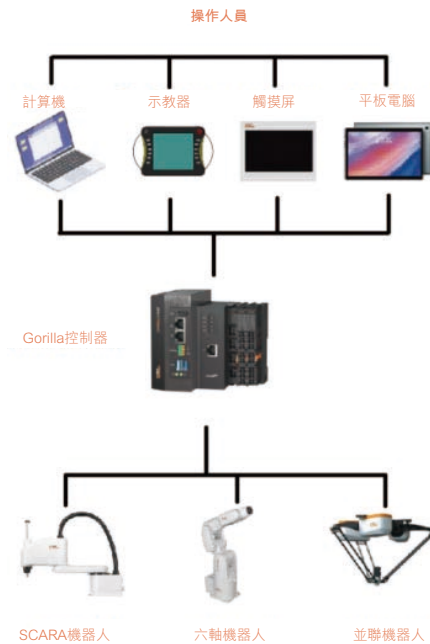 操作人員
計算機
示教器
觸摸屏
平板電腦
Gorilla控制器
SCARA機器人
六軸機器人
並聯機器人